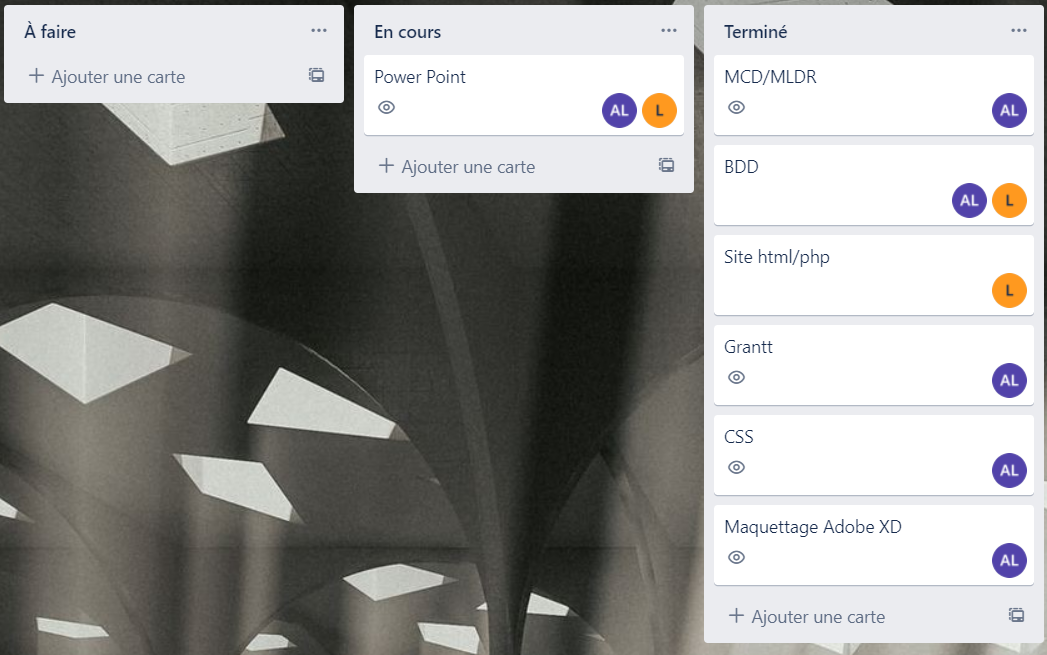 À faire
Ajouter une carte
En cours
Power Point
AL L
Ajouter une carte
Terminé
MCD/MLDR
AL
BDD
AL L
Site html/php
L
Grantt
AL
CSS
AL
Maquettage Adobe XD
AL
Ajouter une carte